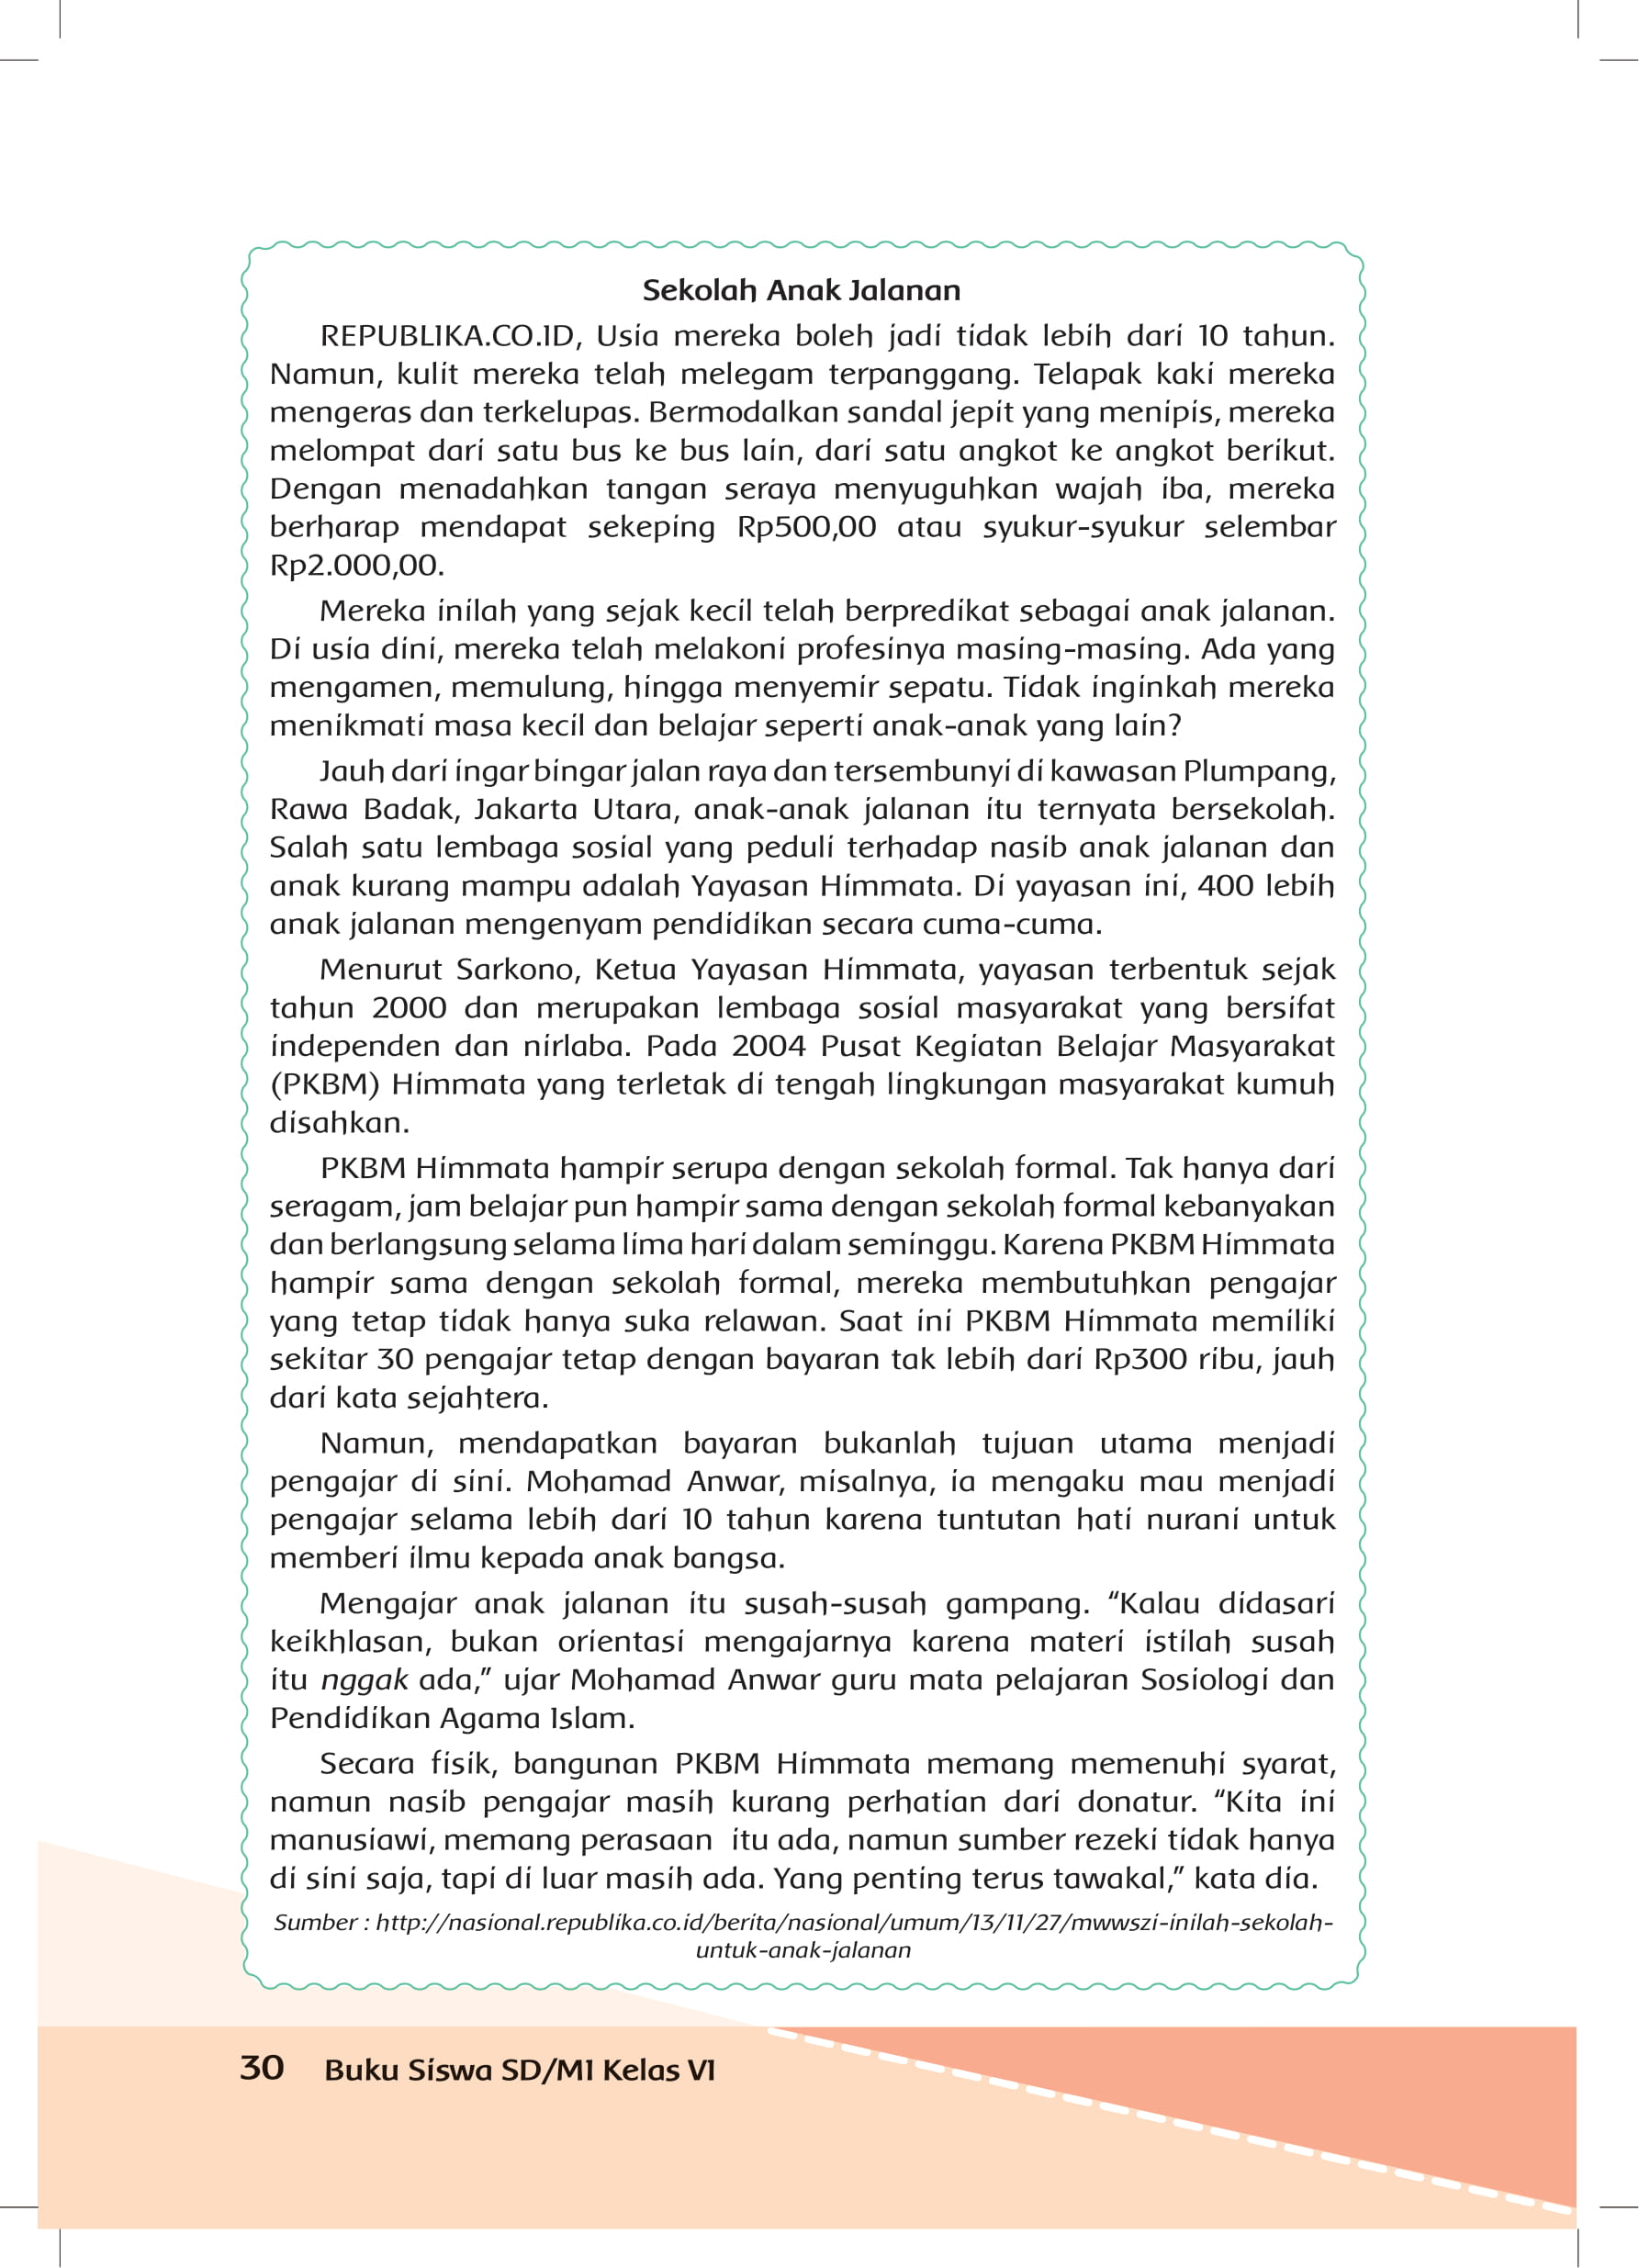 Sekolah Anak Jalanan
REPUBLIKA.CO.ID, Usia mereka boleh jadi tidak lebih dari 10 tahun.
Namun, kulit mereka telah melegam terpanggang. Telapak kaki mereka
mengeras dan terkelupas. Bermodalkan sandal jepit yang menipis, mereka
melompat dari satu bus ke bus lain, dari satu angkot ke angkot berikut.
Dengan menadahkan tangan seraya menyuguhkan wajah iba, mereka
berharap mendapat sekeping Rp500,00 atau syukur-syukur selembar
Rp2.000,00.
Mereka inilah yang sejak kecil telah berpredikat sebagai anak jalanan.
Di usia dini, mereka telah melakoni profesinya masing-masing. Ada yang
mengamen, memulung, hingga menyemir sepatu. Tidak inginkah mereka
menikmati masa kecil dan belajar seperti anak-anak yang lain?
Jauh dari ingar bingar jalan raya dan tersembunyi di kawasan Plumpang,
Rawa Badak, Jakarta Utara, anak-anak jalanan itu ternyata bersekolah.
Salah satu lembaga sosial yang peduli terhadap nasib anak jalanan dan
anak kurang mampu adalah Yayasan Himmata. Di yayasan ini, 400 lebih
anak jalanan mengenyam pendidikan secara cuma-cuma.
Menurut Sarkono, Ketua Yayasan Himmata, yayasan terbentuk sejak
tahun 2000 dan merupakan lembaga sosial masyarakat yang bersifat
independen dan nirlaba. Pada 2004 Pusat Kegiatan Belajar Masyarakat
(PKBM) Himmata yang terletak di tengah lingkungan masyarakat kumuh
disahkan.
PKBM Himmata hampir serupa dengan sekolah formal. Tak hanya dari
seragam, jam belajar pun hampir sama dengan sekolah formal kebanyakan
dan berlangsung selama lima hari dalam seminggu. Karena PKBM Himmata
hampir sama dengan sekolah formal, mereka membutuhkan pengajar
yang tetap tidak hanya suka relawan. Saat ini PKBM Himmata memiliki
sekitar 30 pengajar tetap dengan bayaran tak lebih dari Rp300 ribu, jauh
dari kata sejahtera.
Namun, mendapatkan bayaran bukanlah tujuan utama menjadi
pengajar di sini. Mohamad Anwar, misalnya, ia mengaku mau menjadi
pengajar selama lebih dari 10 tahun karena tuntutan hati nurani untuk
memberi ilmu kepada anak bangsa.
Mengajar anak jalanan itu susah-susah gampang. “Kalau didasari
keikhlasan, bukan orientasi mengajarnya karena materi istilah susah
itu nggak ada,” ujar Mohamad Anwar guru mata pelajaran Sosiologi dan
Pendidikan Agama Islam.
Secara fisik, bangunan PKBM Himmata memang memenuhi syarat,
namun nasib pengajar masih kurang perhatian dari donatur. “Kita ini
manusiawi, memang perasaan itu ada, namun sumber rezeki tidak hanya
di sini saja, tapi di luar masih ada. Yang penting terus tawakal,” kata dia.
Sumber : http://nasional.republika.co.id/berita/nasional/umum/13/11/27/mwwszi-inilah-sekolah-
untuk-anak-jalanan
30 Buku Siswa SD/MI Kelas VI